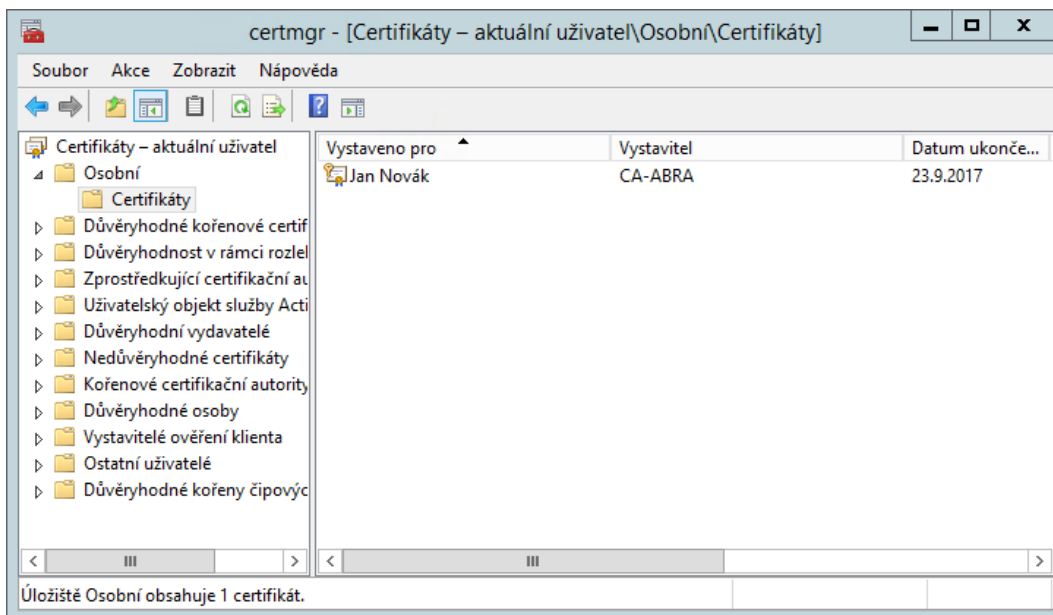 certmgr - [Certifikáty – aktuální uživatel\Osobní\Certifikáty]
Soubor Akce Zobrazit Nápověda
Certifikáty – aktuální uživatel
Osobní
Certifikáty
Důvěryhodné kořenové certif
Důvěryhodnost v rámci rozlel
Zprostředkující certifikační au
Uživatelský objekt služby Acti
Důvěryhodní vydavatelé
Nedůvěryhodné certifikáty
Kořenové certifikační autority
Důvěryhodné osoby
Vystavitelé ověření klienta
Ostatní uživatelé
Důvěryhodné kořeny čipovýc
Vystaveno pro Vystavitel Datum ukonče...
Jan Novák CA-ABRA 23.9.2017
Úložiště Osobní obsahuje 1 certifikát.